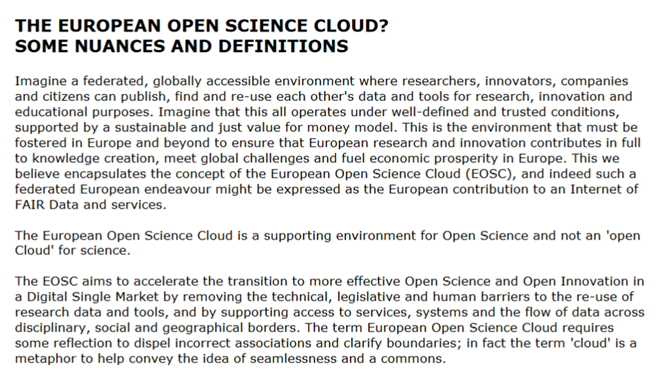 THE EUROPEAN OPEN SCIENCE CLOUD?
SOME NUANCES AND DEFINITIONS
Imagine a federated, globally accessible environment where researchers, innovators, companies
and citizens can publish, find and re-use each other's data and tools for research, innovation and
educational purposes. Imagine that this all operates under well-defined and trusted conditions,
supported by a sustainable and just value for money model. This is the environment that must be
fostered in Europe and beyond to ensure that European research and innovation contributes in full
to knowledge creation, meet global challenges and fuel economic prosperity in Europe. This we
believe encapsulates the concept of the European Open Science Cloud (EOSC), and indeed such a
federated European endeavour might be expressed as the European contribution to an Internet of
FAIR Data and services.
The European Open Science Cloud is a supporting environment for Open Science and not an 'open
Cloud' for science.
The EOSC aims to accelerate the transition to more effective Open Science and Open Innovation in
a Digital Single Market by removing the technical, legislative and human barriers to the re-use of
research data and tools, and by supporting access to services, systems and the flow of data across
disciplinary, social and geographical borders. The term European Open Science Cloud requires
some reflection to dispel incorrect associations and clarify boundaries; in fact the term 'cloud' is a
metaphor to help convey the idea of seamlessness and a commons.